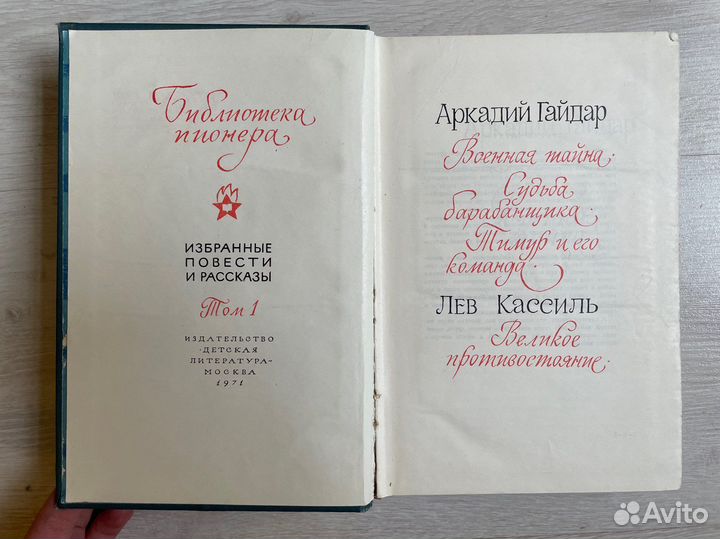 Библиотека
пионера
ИЗБРАННЫЕ
ПОВЕСТИ
И РАССКАЗЫ
Том 1
ИЗДАТЕЛЬСТВО
«ДЕТСКАЯ
ЛИТЕРАТУРА»
МОСКВА
1971
Аркадий Гайдар
Военная тайна.
Судьба
барабанщика.
Тимур и его
команда.
Лев Кассиль
Великое
противостояние.
Avito